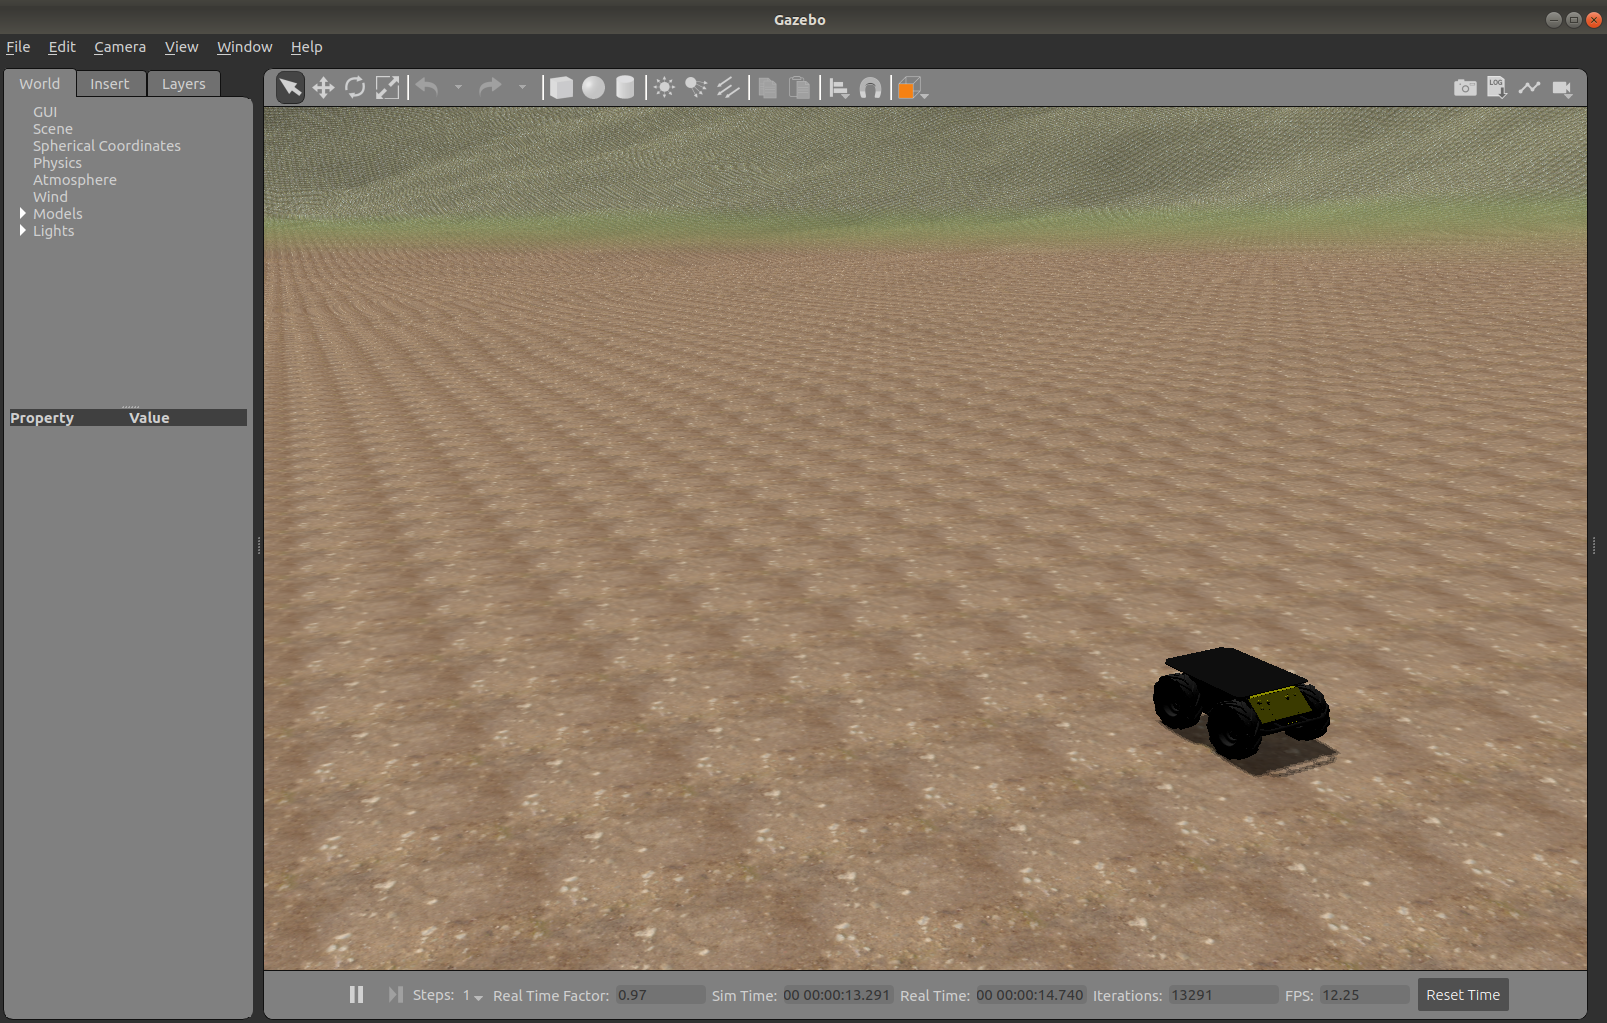 Gazebo
File Edit Camera View Window Help
World Insert Layers
GUI
Scene
Spherical Coordinates
Physics
Atmosphere
Wind
Models
Lights
Property Value
LOG
Steps: 1 Real Time Factor: 0.97 Sim Time: 00 00:00:13.291 Real Time: 00 00:00:14.740 Iterations: 13291 FPS: 12.25 Reset Time